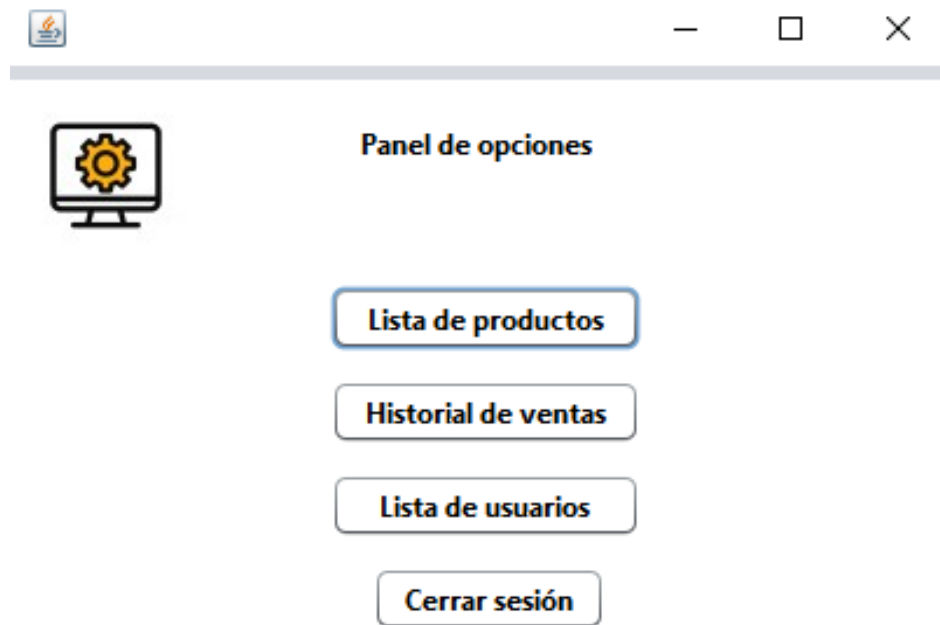 Panel de opciones
Lista de productos
Historial de ventas
Lista de usuarios
Cerrar sesión